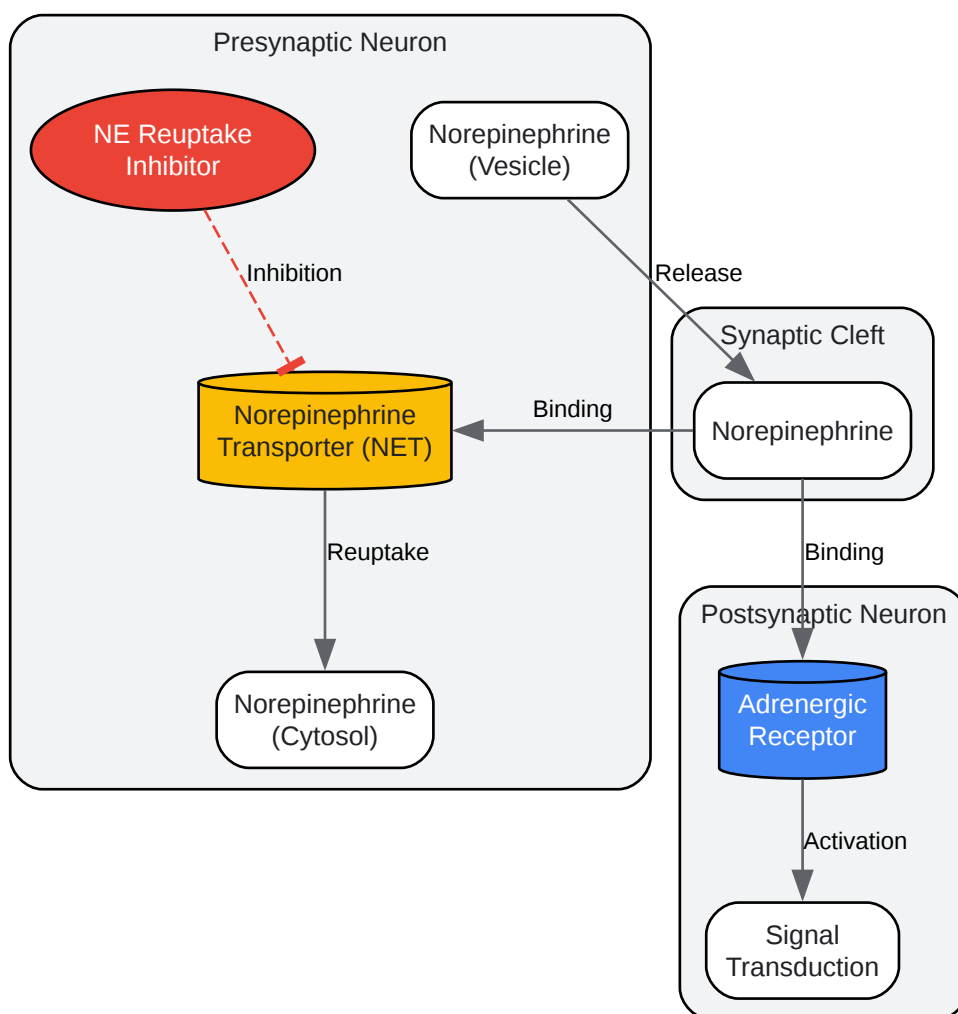 Presynaptic Neuron
NE Reuptake
Inhibitor
Norepinephrine
(Vesicle)
Inhibition
Release
Synaptic Cleft
Norepinephrine
Transporter (NET)
Binding
Norepinephrine
Reuptake
Binding
Postsynaptic Neuron
Norepinephrine
(Cytosol)
Adrenergic
Receptor
Activation
Signal
Transduction